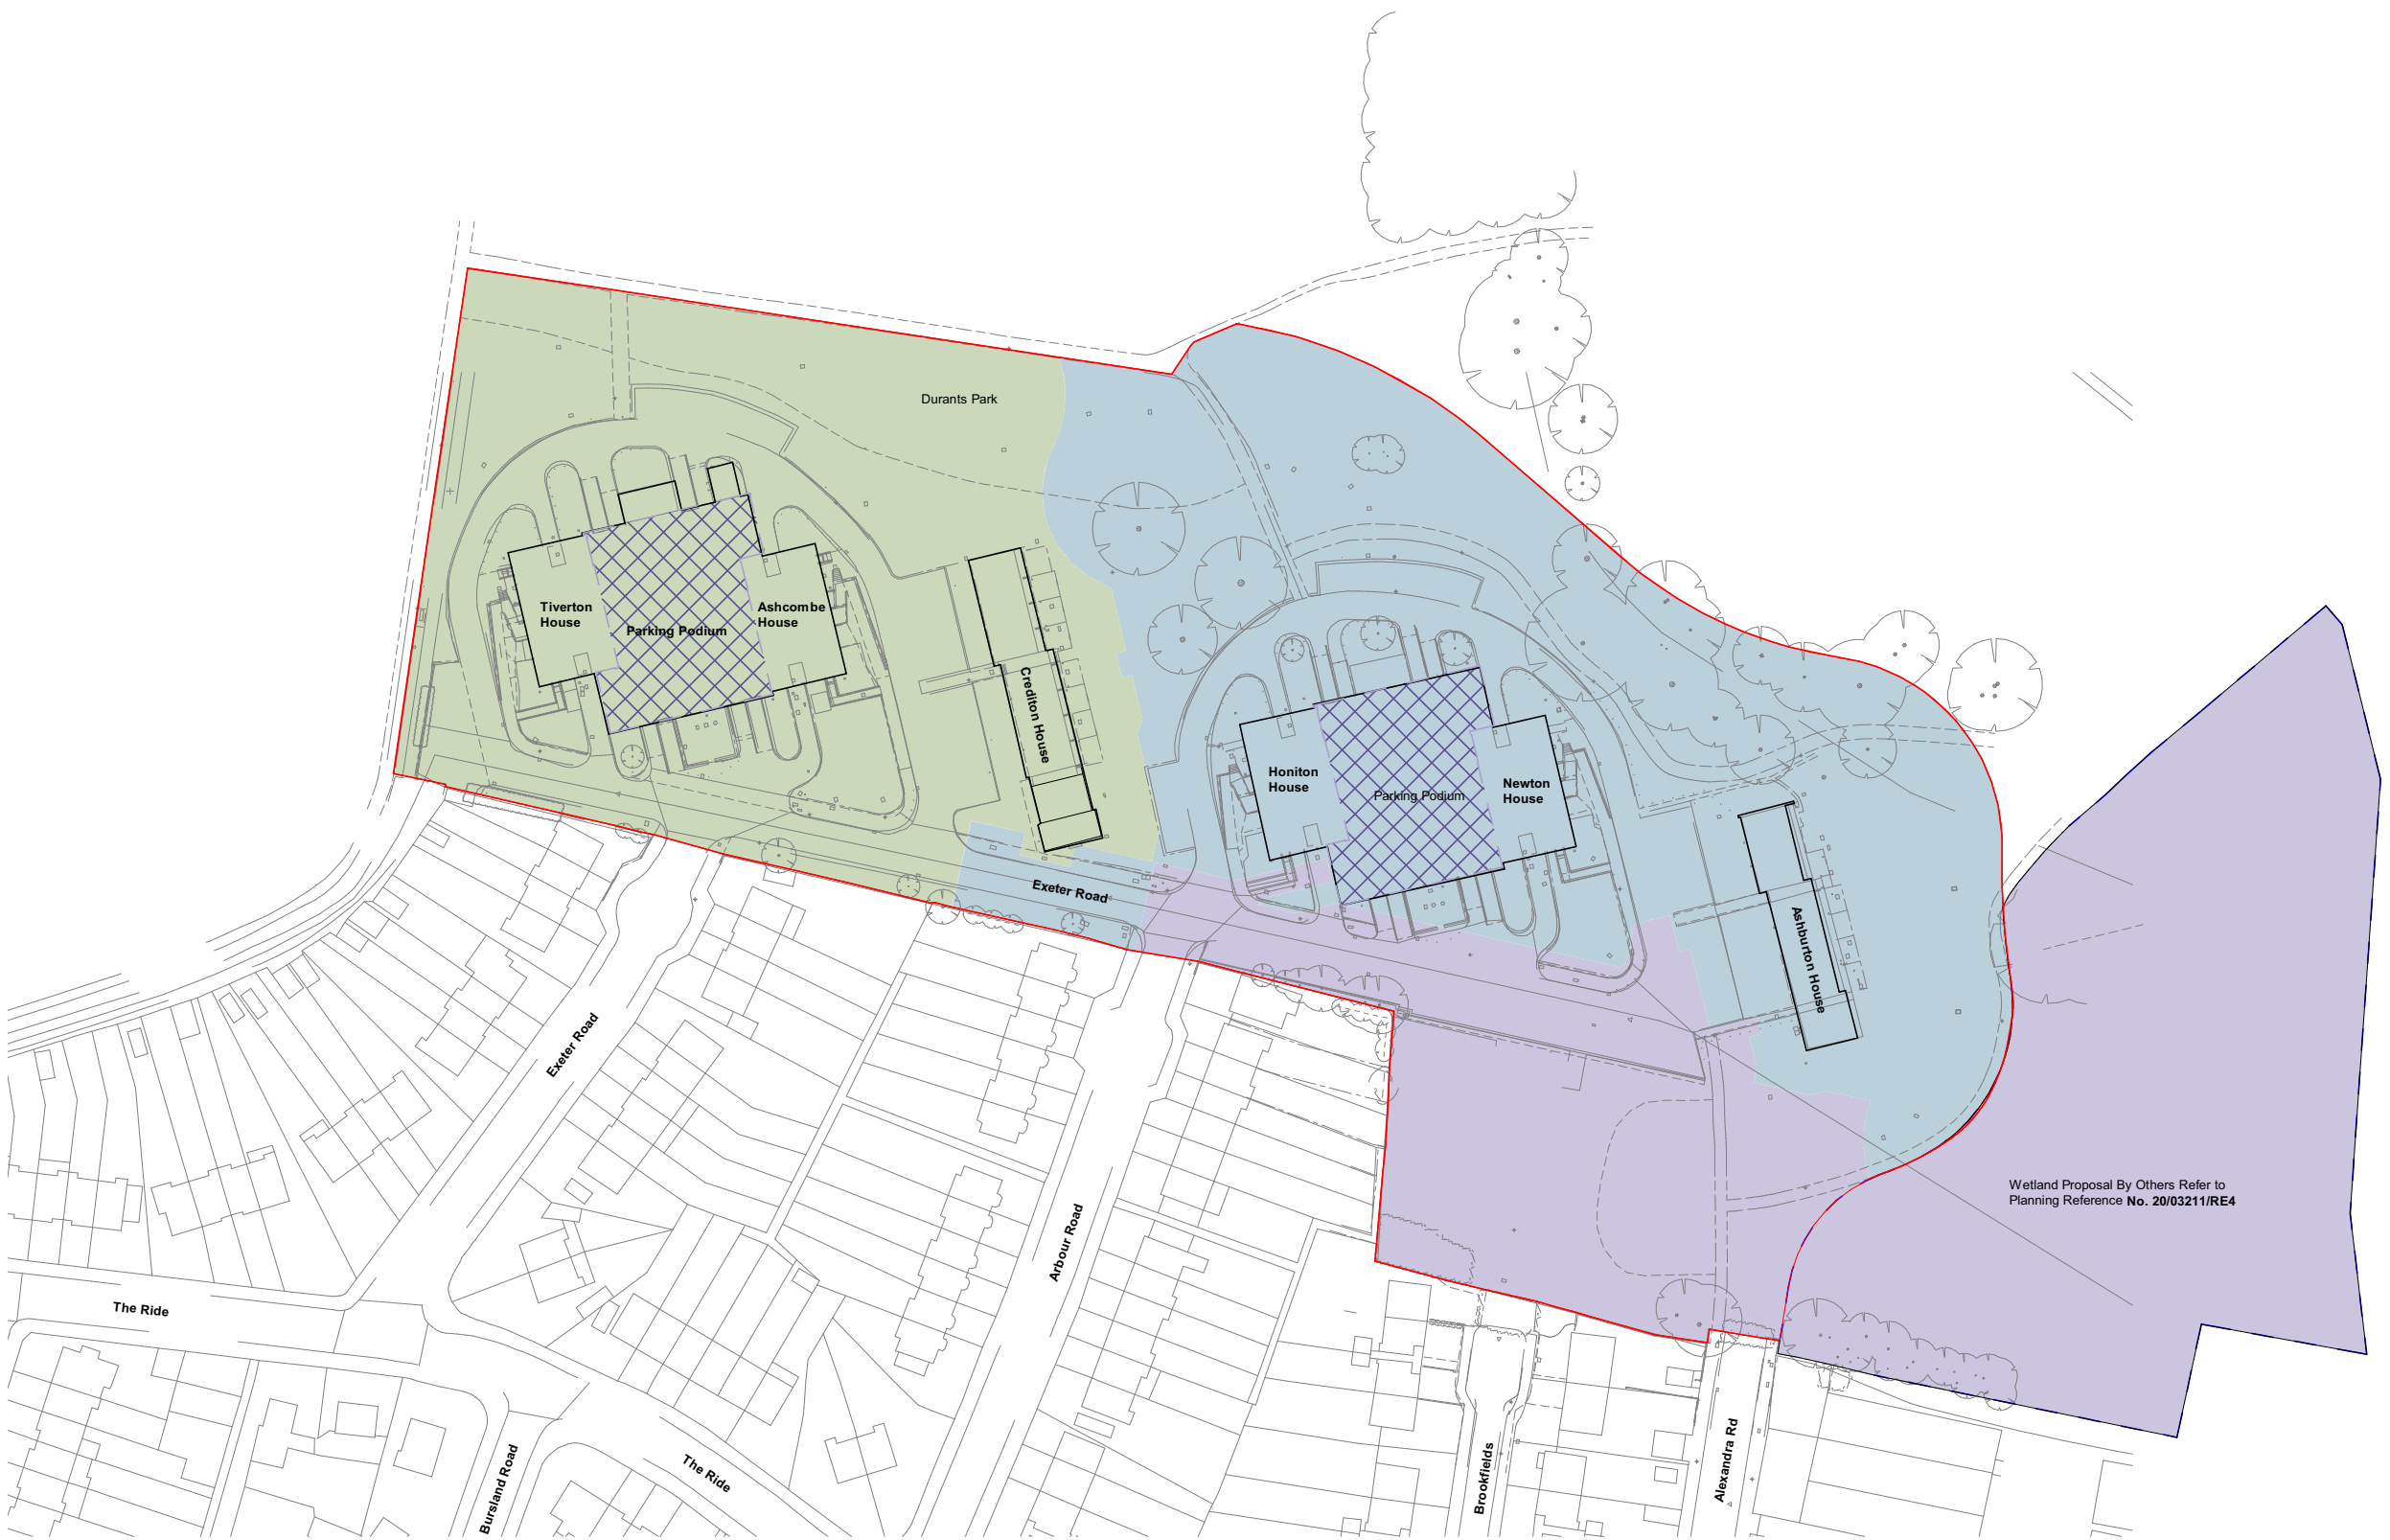 Durants Park
Tiverton
House
Parking Podium
Ashcombe
House
Crediton House
Honiton
House
Parking Podium
Newton
House
Exeter Road
Ashburton House
Exeter Road
Wetland Proposal By Others Refer to
Planning Reference No. 20/03211/RE4
Arbour Road
The Ride
The Ride
Bursland Road
Brookfields
Alexandra Rd